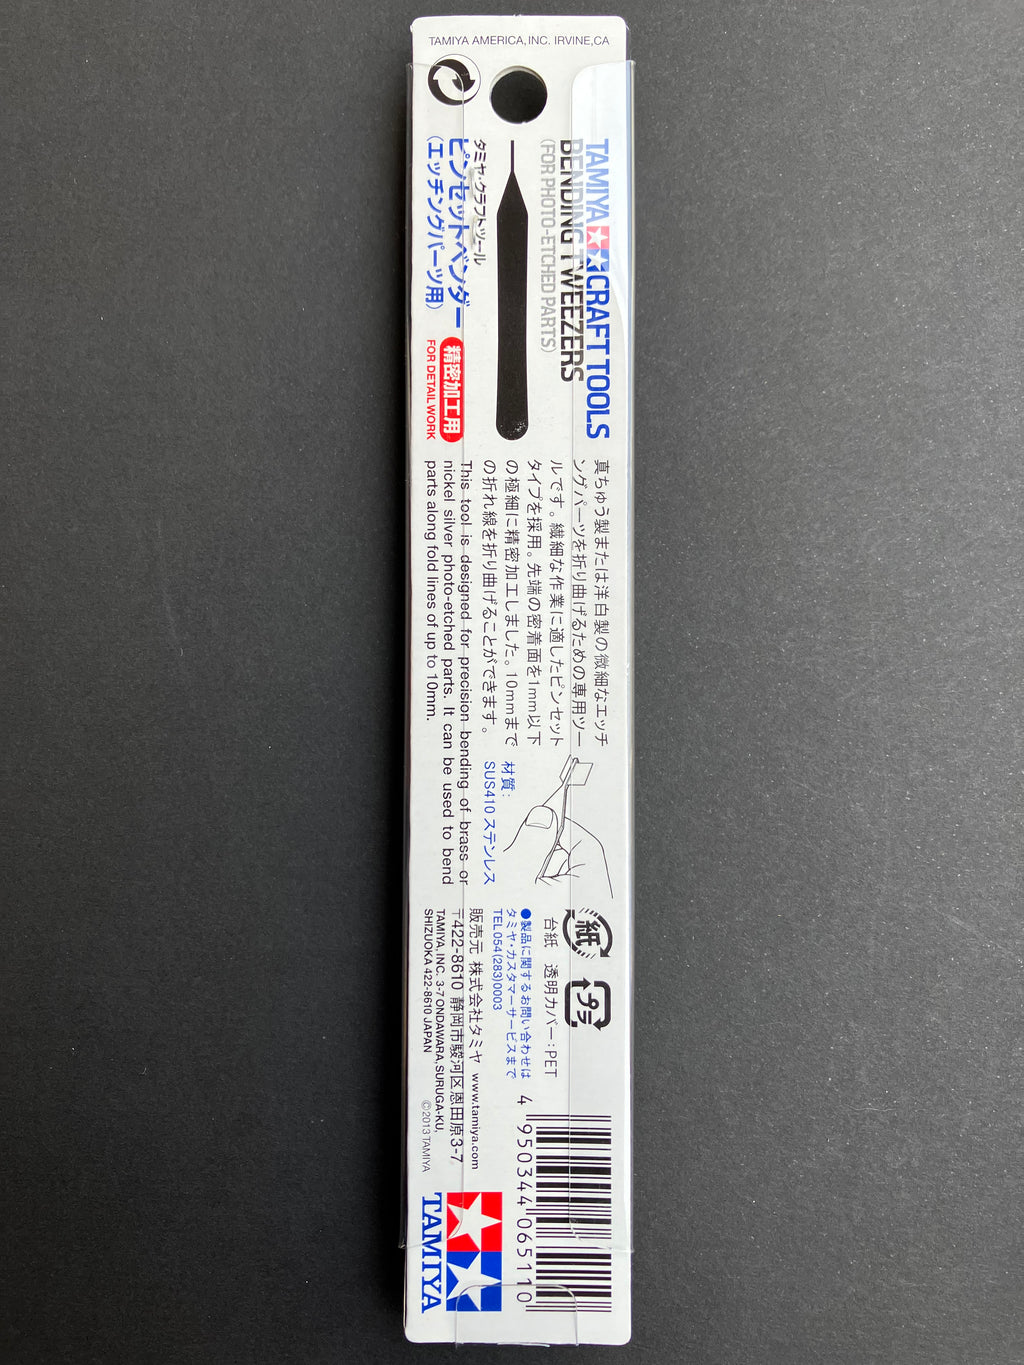 TAMIYA AMERICA, INC. IRVINE,CA
TAMIYA CRAFT TOOLS
BENDING TWEEZERS
(FOR PHOTO-ETCHED PARTS)
タミヤ・クラフトツール
ピンセットベンダー
(エッチングパーツ用)
精密加工用
FOR DETAIL WORK
真ちゅう製または洋白製の微細なエッチ
ングパーツを折り曲げるための専用ツー
ルです。繊細な作業に適したピンセット
タイプを採用。先端の密着面を1mm以下
の極細に精密加工しました。10mmまで
の折れ線を折り曲げることができます。
This tool is designed for precision bending of brass or
nickel silver photo-etched parts. It can be used to bend
parts along fold lines of up to 10mm.
材質:
SUS410 ステンレス
紙
プラ
台紙 透明カバー:PET
●製品に関するお問い合わせは
タミヤ・カスタマーサービスまで
TEL 054(283)0003
販売元 株式会社タミヤ www.tamiya.com
〒422-8610 静岡市駿河区恩田原3-7
TAMIYA, INC. 3-7 ONDAWARA,SURUGA-KU,
SHIZUOKA 422-8610 JAPAN
©2013 TAMIYA
4 950344 065110
TAMIYA